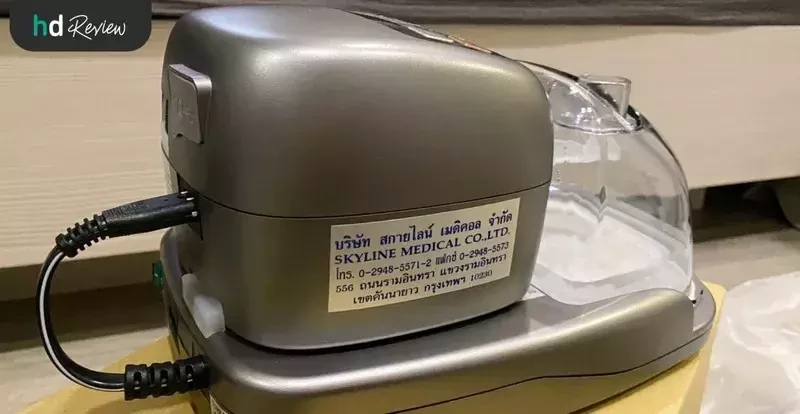 hd Review
บริษัท สกายไลน์ เมดิคอล จำกัด
SKYLINE MEDICAL CO.,LTD.
โทร. 0-2948-5571-2 แฟกซ์ 0-2948-5573
556 ถนนรามอินทรา แขวงรามอินทรา
เขตคันนายาว กรุงเทพฯ 10230